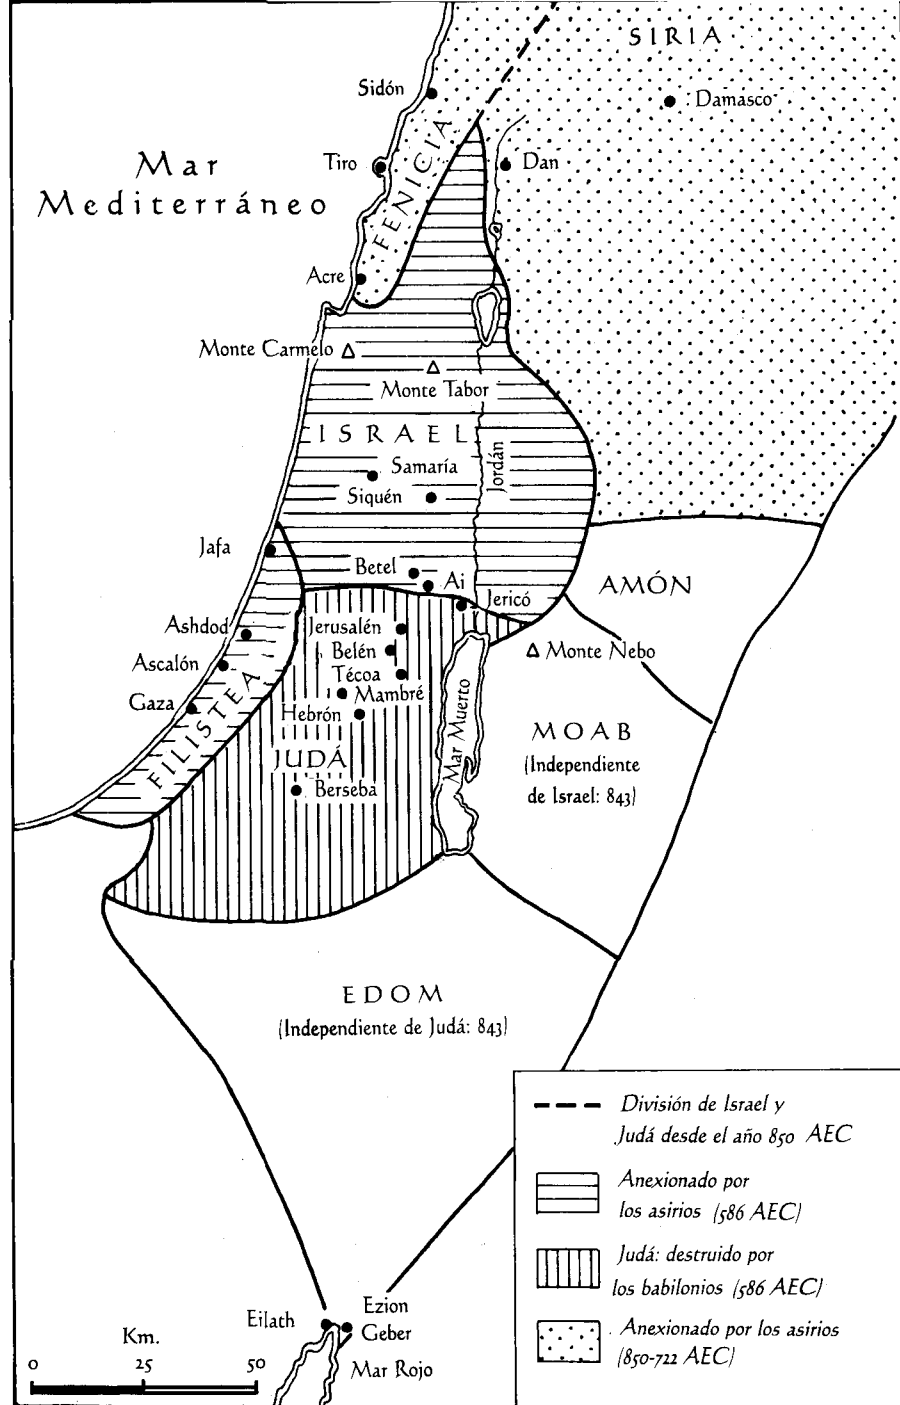 SIRIA
Sidón
Damasco
FENICIA
Mar
Mediterráneo
Tiro
Dan
Acre
Monte Carmelo
Monte Tabor
ISRAEL
Samaría
Jordán
Siquén
Jafa
Betel
Ai
AMÓN
Jericó
Ashdod
Jerusalén
Belén
Monte Nebo
Ascalón
Técoa
Mambré
Gaza
Hebrón
FILISTEA
Mar Muerto
MOAB
(Independiente
de Israel: 843)
JUDÁ
Berseba
EDOM
(Independiente de Judá: 843)
División de Israel y
Judá desde el año 850 AEC
Anexionado por
los asirios (586 AEC)
Judá: destruido por
los babilonios (586 AEC)
Anexionado por los asirios
(850-722 AEC)
Eilath
Ezion
Geber
Mar Rojo
Km.
0 25 50